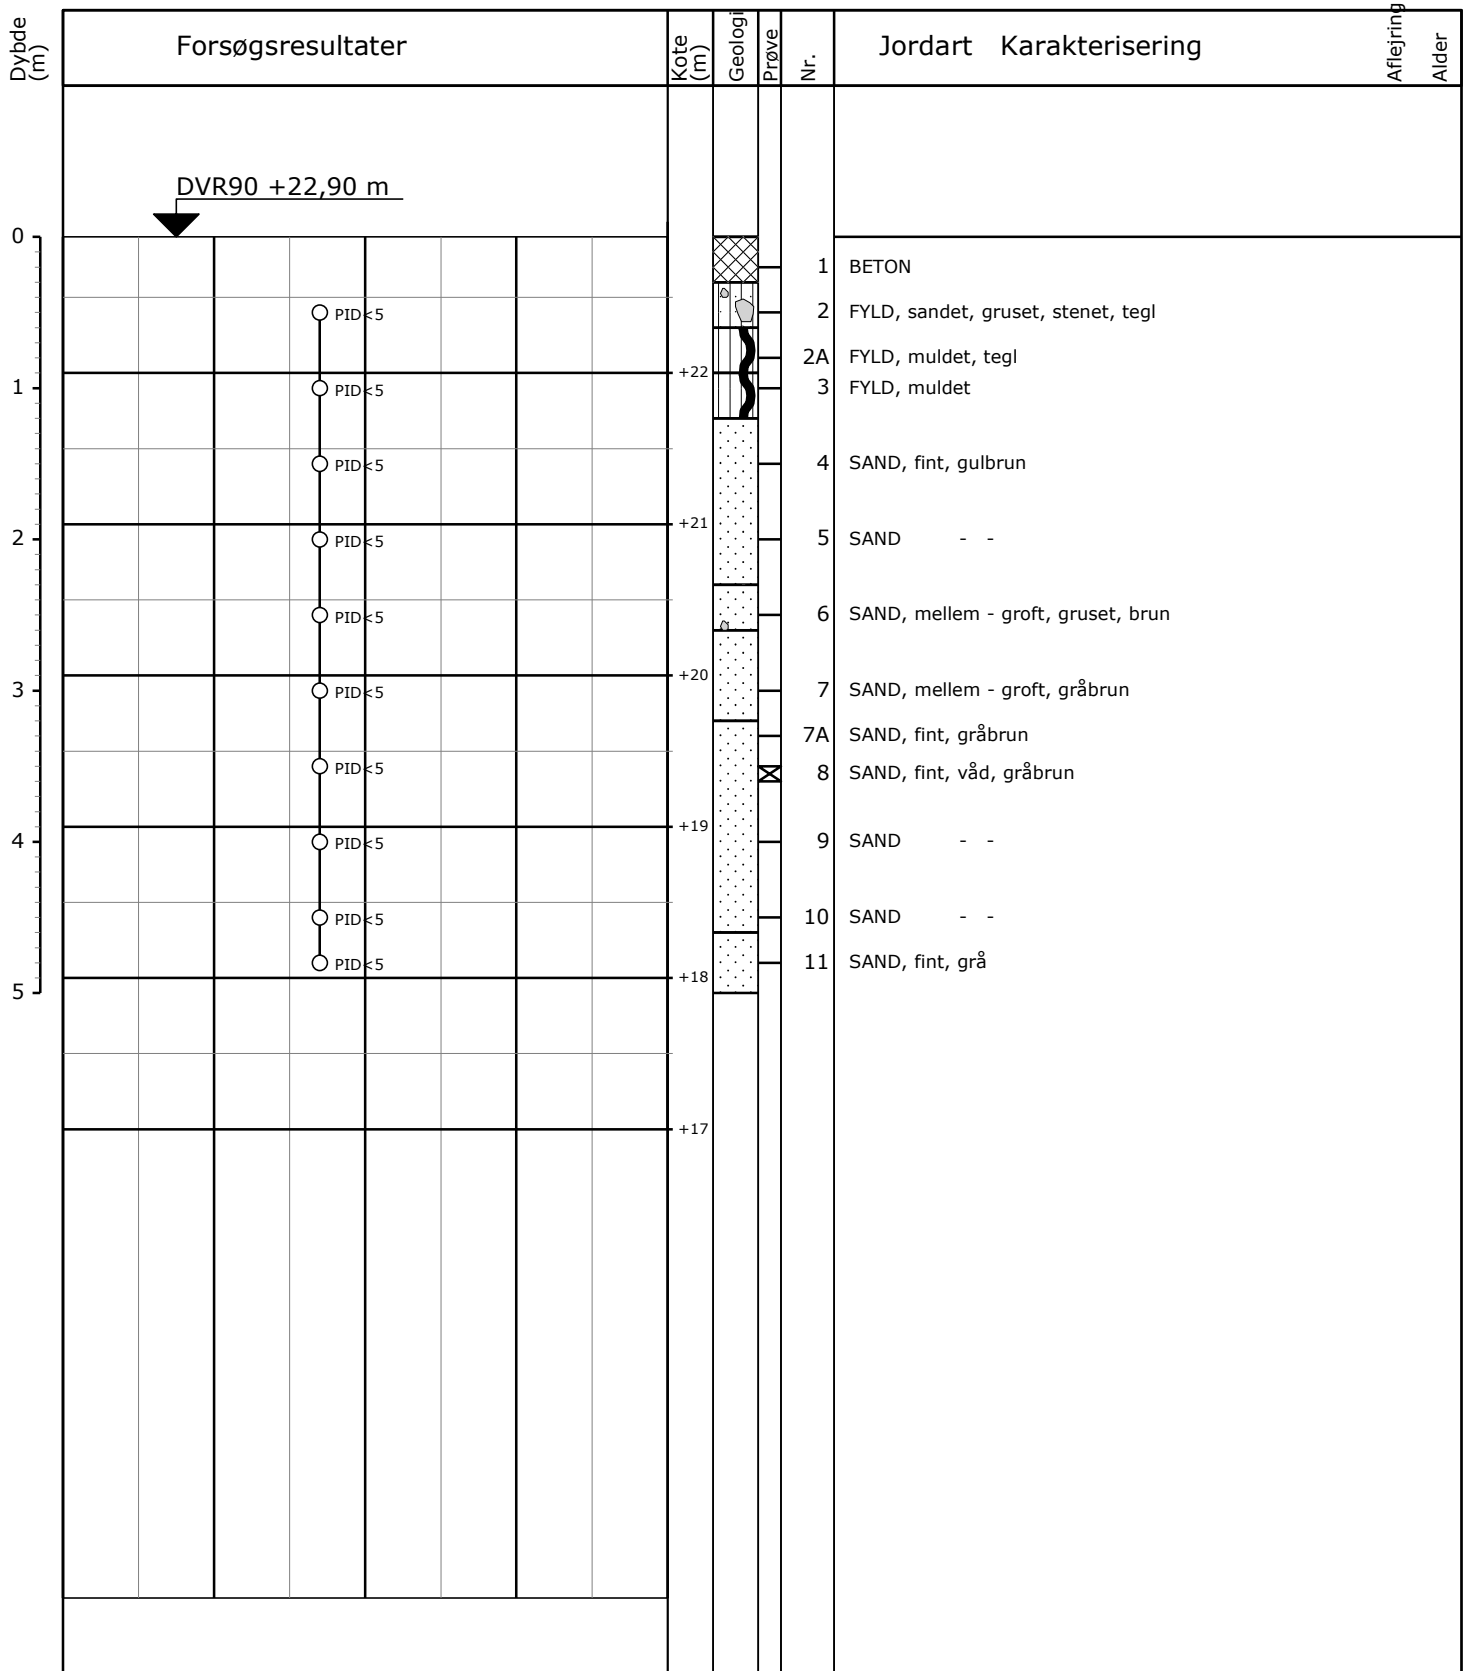 Dybde (m)
Forsøgsresultater
Kote (m)
Geologi
Prøve
Nr.
Jordart Karakterisering
Aflejring
Alder
DVR90 +22,90 m
0
1 BETON
PID<5
2 FYLD, sandet, gruset, stenet, tegl
2A FYLD, muldet, tegl
+22
1
PID<5
3 FYLD, muldet
PID<5
4 SAND, fint, gulbrun
+21
2
PID<5
5 SAND - -
PID<5
6 SAND, mellem - groft, gruset, brun
+20
3
PID<5
7 SAND, mellem - groft, gråbrun
7A SAND, fint, gråbrun
PID<5
8 SAND, fint, våd, gråbrun
+19
4
PID<5
9 SAND - -
PID<5
10 SAND - -
PID<5
11 SAND, fint, grå
+18
5
+17